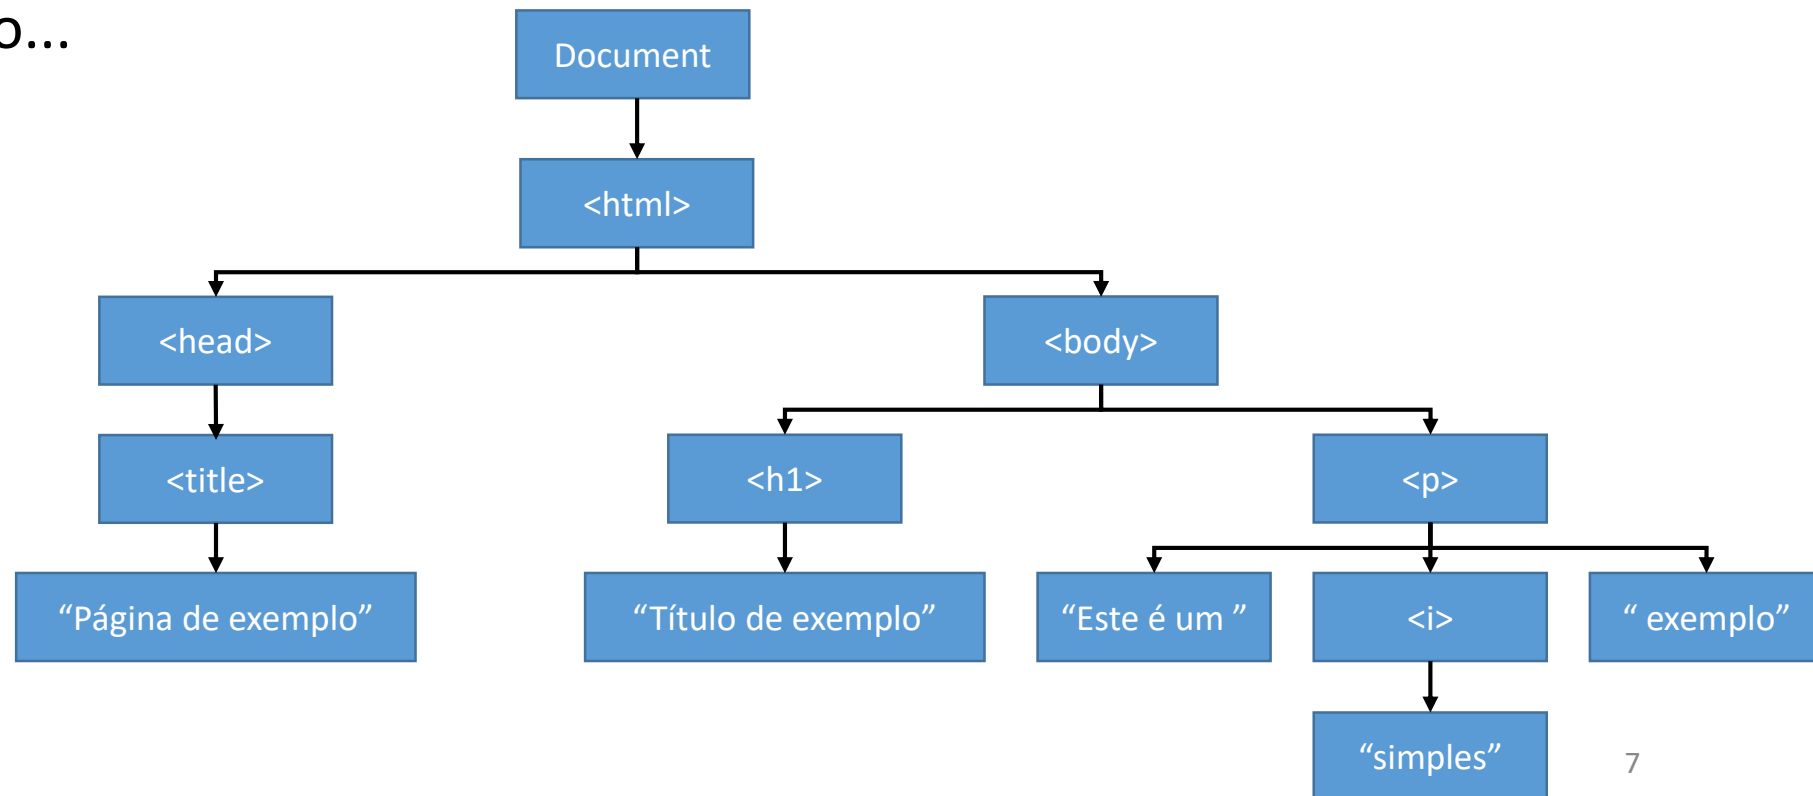 o...
Document
<html>
<head>
<body>
<title>
<h1>
<p>
“Página de exemplo”
“Título de exemplo”
“Este é um ”
<i>
“ exemplo”
“simples”
7